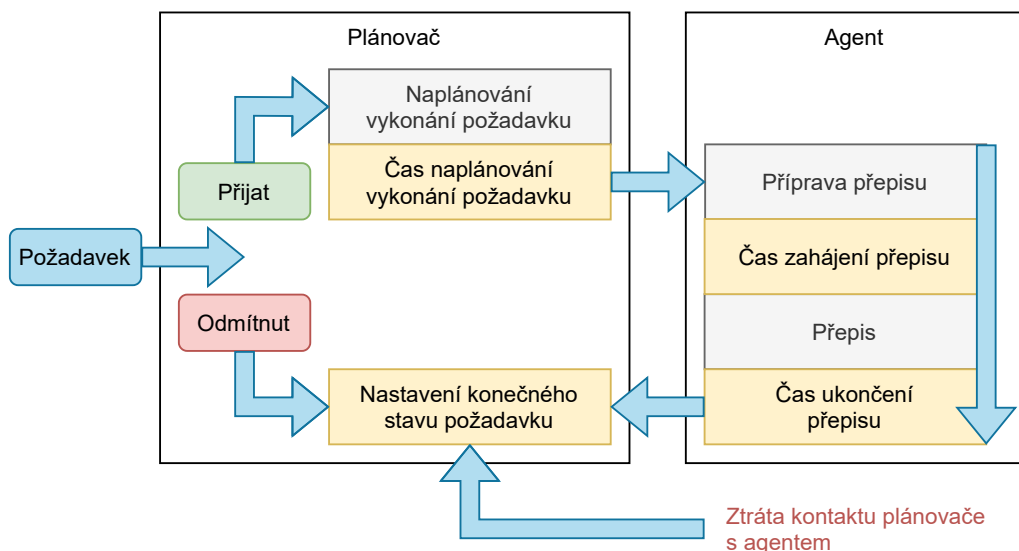 Plánovač
Agent
Naplánování
vykonání požadavku
Čas naplánování
vykonání požadavku
Přijat
Požadavek
Odmítnut
Nastavení konečného
stavu požadavku
Příprava přepisu
Čas zahájení přepisu
Přepis
Čas ukončení
přepisu
Ztráta kontaktu plánovače
s agentem